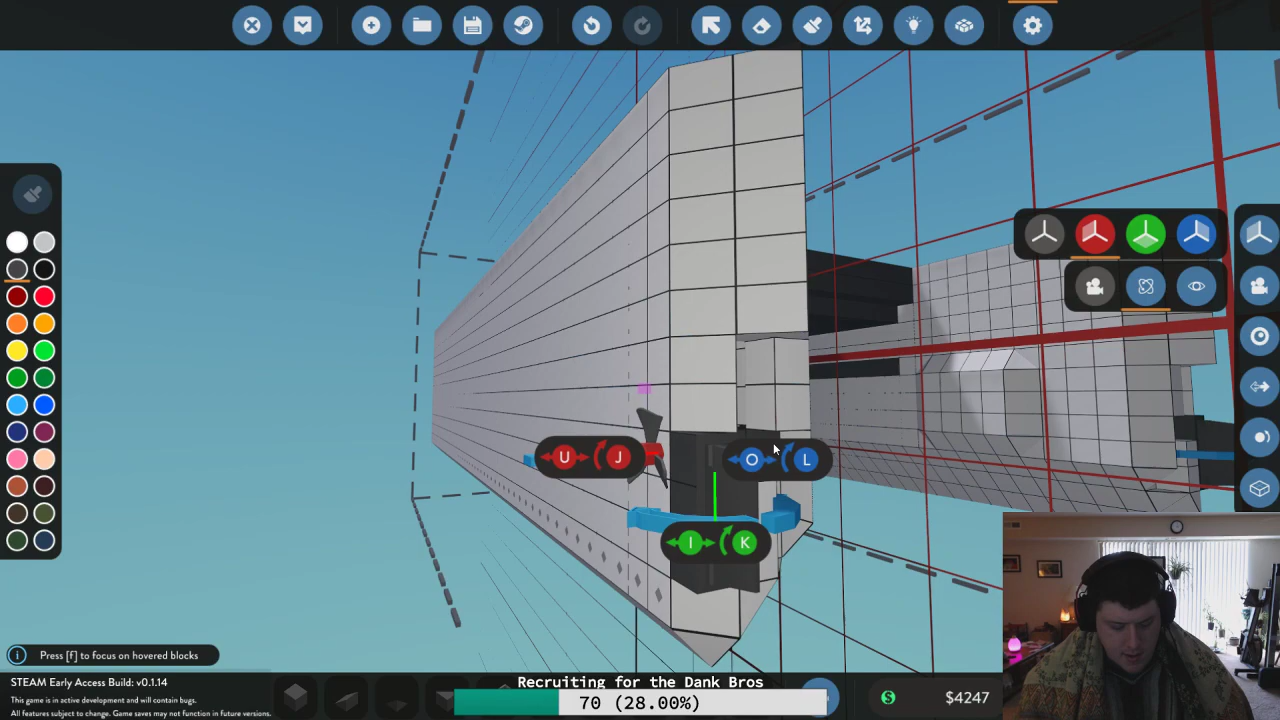 U
J
O
L
I
K
i
Press [f] to focus on hovered blocks
STEAM Early Access Build: v0.1.14
This game is in active development and will contain bugs.
All features subject to change. Game saves may not function in future versions.
Recruiting for the Dank Bros
70 (28.00%)
$
$4247